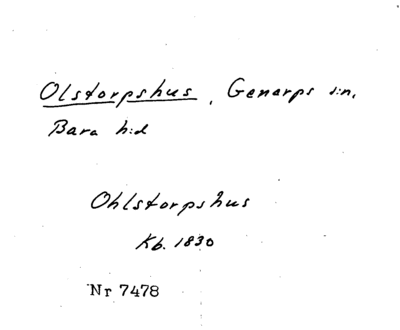 Olstorpshus, Genarps s:n,
Bara h:d
Ohlstorpshus
Kb. 1830
Nr 7478